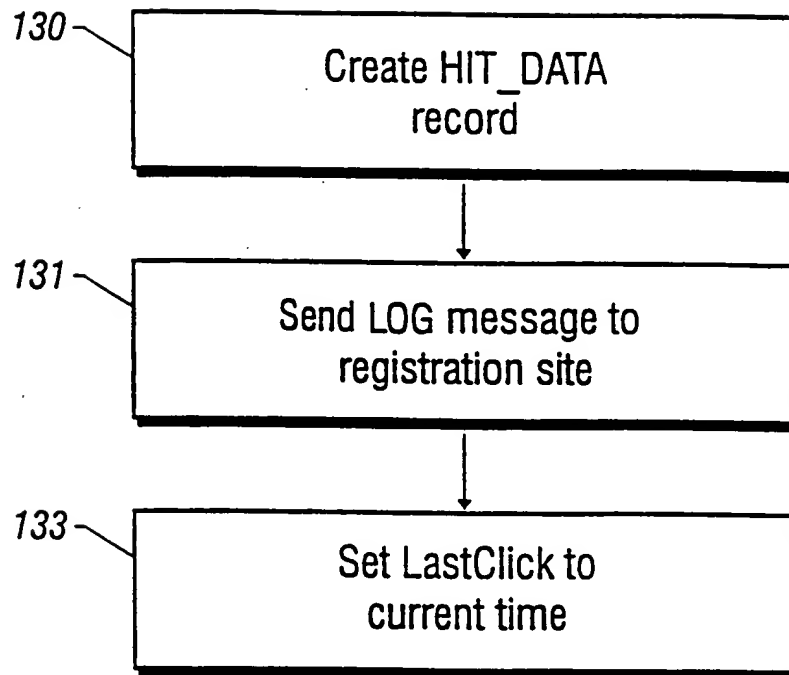 130
Create HIT_DATA
record
131
Send LOG message to
registration site
133
Set LastClick to
current time